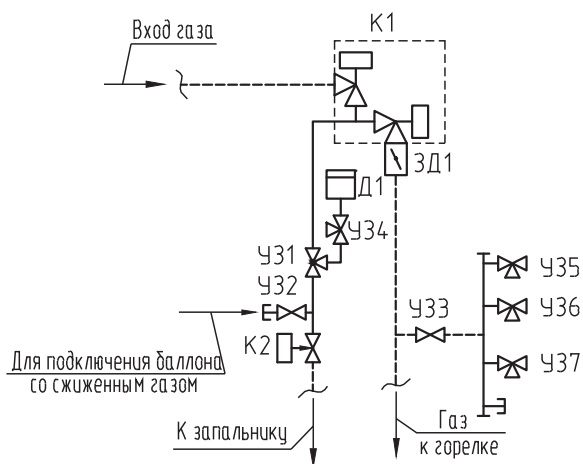 Вход газа
К1
ЗД1
Д1
УЗ4
УЗ1
УЗ2
УЗ3
УЗ5
УЗ6
УЗ7
К2
Для подключения баллона
со сжиженным газом
К запальнику
Газ
к горелке